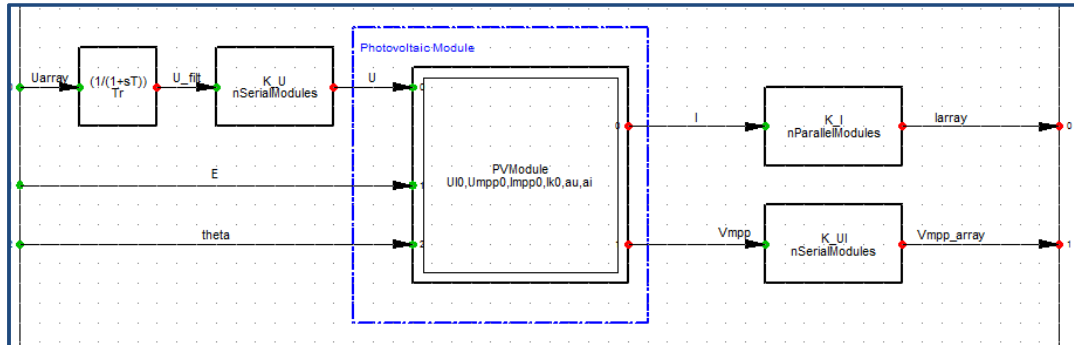 Photovoltaic Module
Uarray
(1/(1+sT))
Tr
U_filt
K_U
nSerialModules
U
0
0
I
K_I
nParallelModules
Iarray
0
E
1
PVModule
Ul0,Umpp0,Impp0,Ik0,au,ai
theta
2
1
Vmpp
K_UI
nSerialModules
Vmpp_array
1